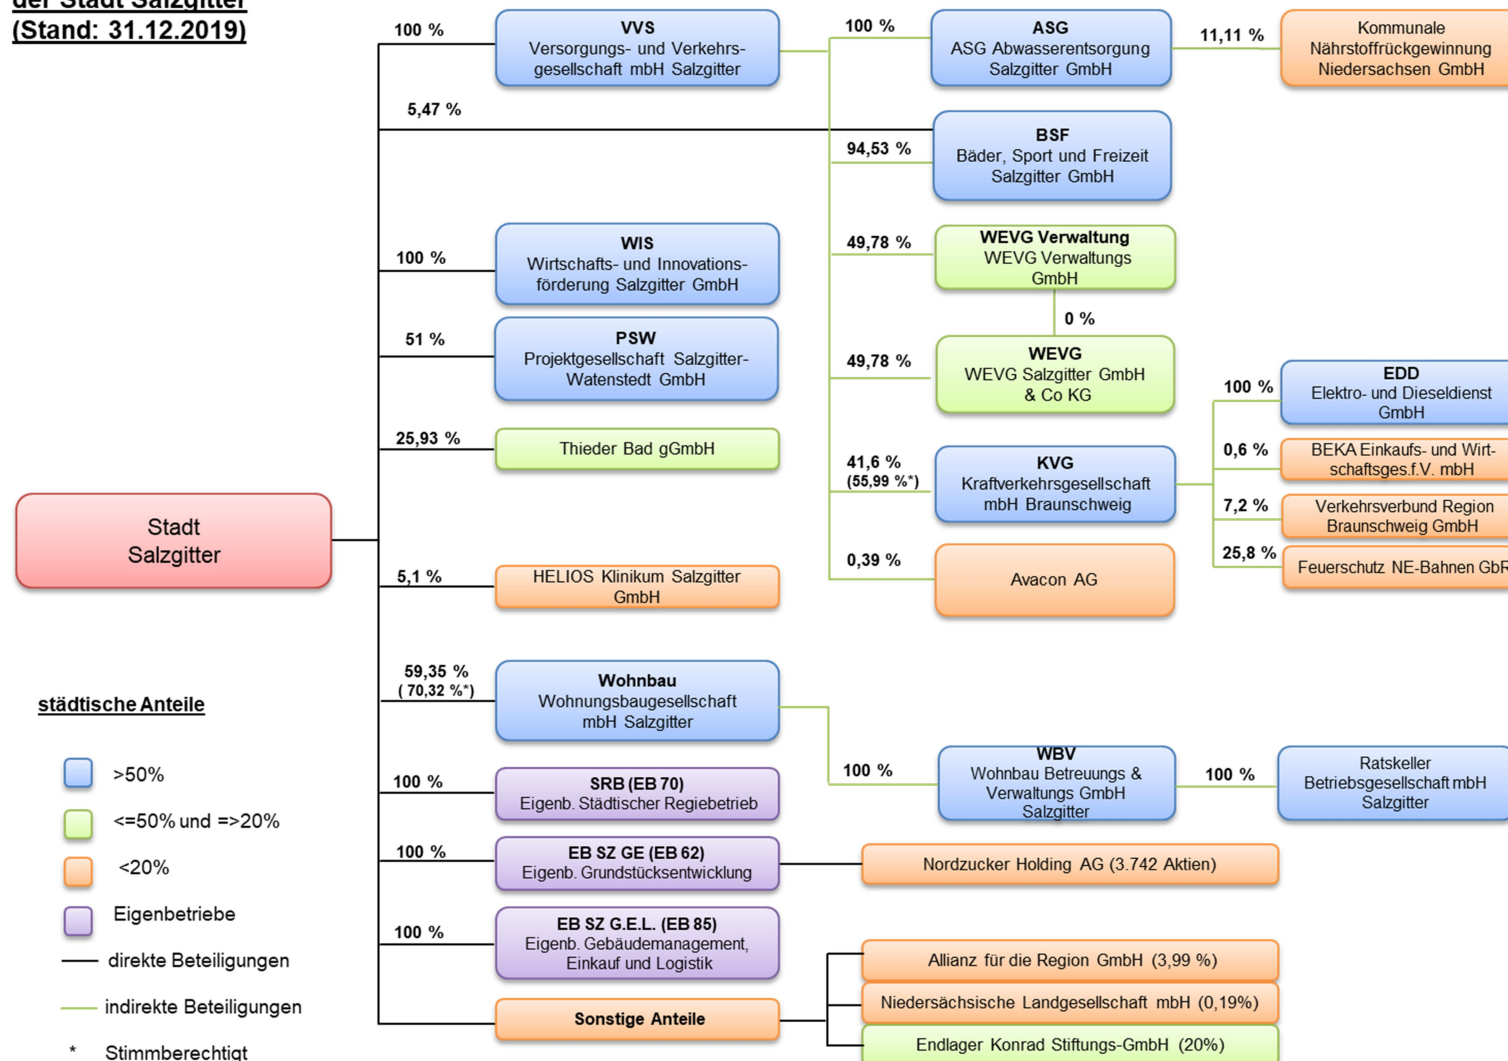 der Stadt Salzgitter
(Stand: 31.12.2019)
100 %
VVS
Versorgungs- und Verkehrs-
gesellschaft mbH Salzgitter
100 %
ASG
ASG Abwasserentsorgung
Salzgitter GmbH
11,11 %
Kommunale
Nährstoffrückgewinnung
Niedersachsen GmbH
5,47 %
94,53 %
BSF
Bäder, Sport und Freizeit
Salzgitter GmbH
100 %
WIS
Wirtschafts- und Innovations-
förderung Salzgitter GmbH
49,78 %
WEVG Verwaltung
WEVG Verwaltungs
GmbH
0 %
51 %
PSW
Projektgesellschaft Salzgitter-
Watenstedt GmbH
49,78 %
WEVG
WEVG Salzgitter GmbH
& Co KG
100 %
EDD
Elektro- und Dieseldienst
GmbH
25,93 %
Thieder Bad gGmbH
41,6 %
(55,99 %*)
KVG
Kraftverkehrsgesellschaft
mbH Braunschweig
0,6 %
BEKA Einkaufs- und Wirt-
schaftsges.f.V. mbH
7,2 %
Verkehrsverbund Region
Braunschweig GmbH
25,8 %
Feuerschutz NE-Bahnen GbR
Stadt
Salzgitter
5,1 %
HELIOS Klinikum Salzgitter
GmbH
0,39 %
Avacon AG
59,35 %
( 70,32 %*)
Wohnbau
Wohnungsbaugesellschaft
mbH Salzgitter
100 %
WBV
Wohnbau Betreuungs &
Verwaltungs GmbH
Salzgitter
100 %
Ratskeller
Betriebsgesellschaft mbH
Salzgitter
100 %
SRB (EB 70)
Eigenb. Städtischer Regiebetrieb
100 %
EB SZ GE (EB 62)
Eigenb. Grundstücksentwicklung
Nordzucker Holding AG (3.742 Aktien)
100 %
EB SZ G.E.L. (EB 85)
Eigenb. Gebäudemanagement,
Einkauf und Logistik
Sonstige Anteile
Allianz für die Region GmbH (3,99 %)
Niedersächsische Landgesellschaft mbH (0,19%)
Endlager Konrad Stiftungs-GmbH (20%)
städtische Anteile
>50%
<=50% und =>20%
<20%
Eigenbetriebe
direkte Beteiligungen
indirekte Beteiligungen
* Stimmberechtigt